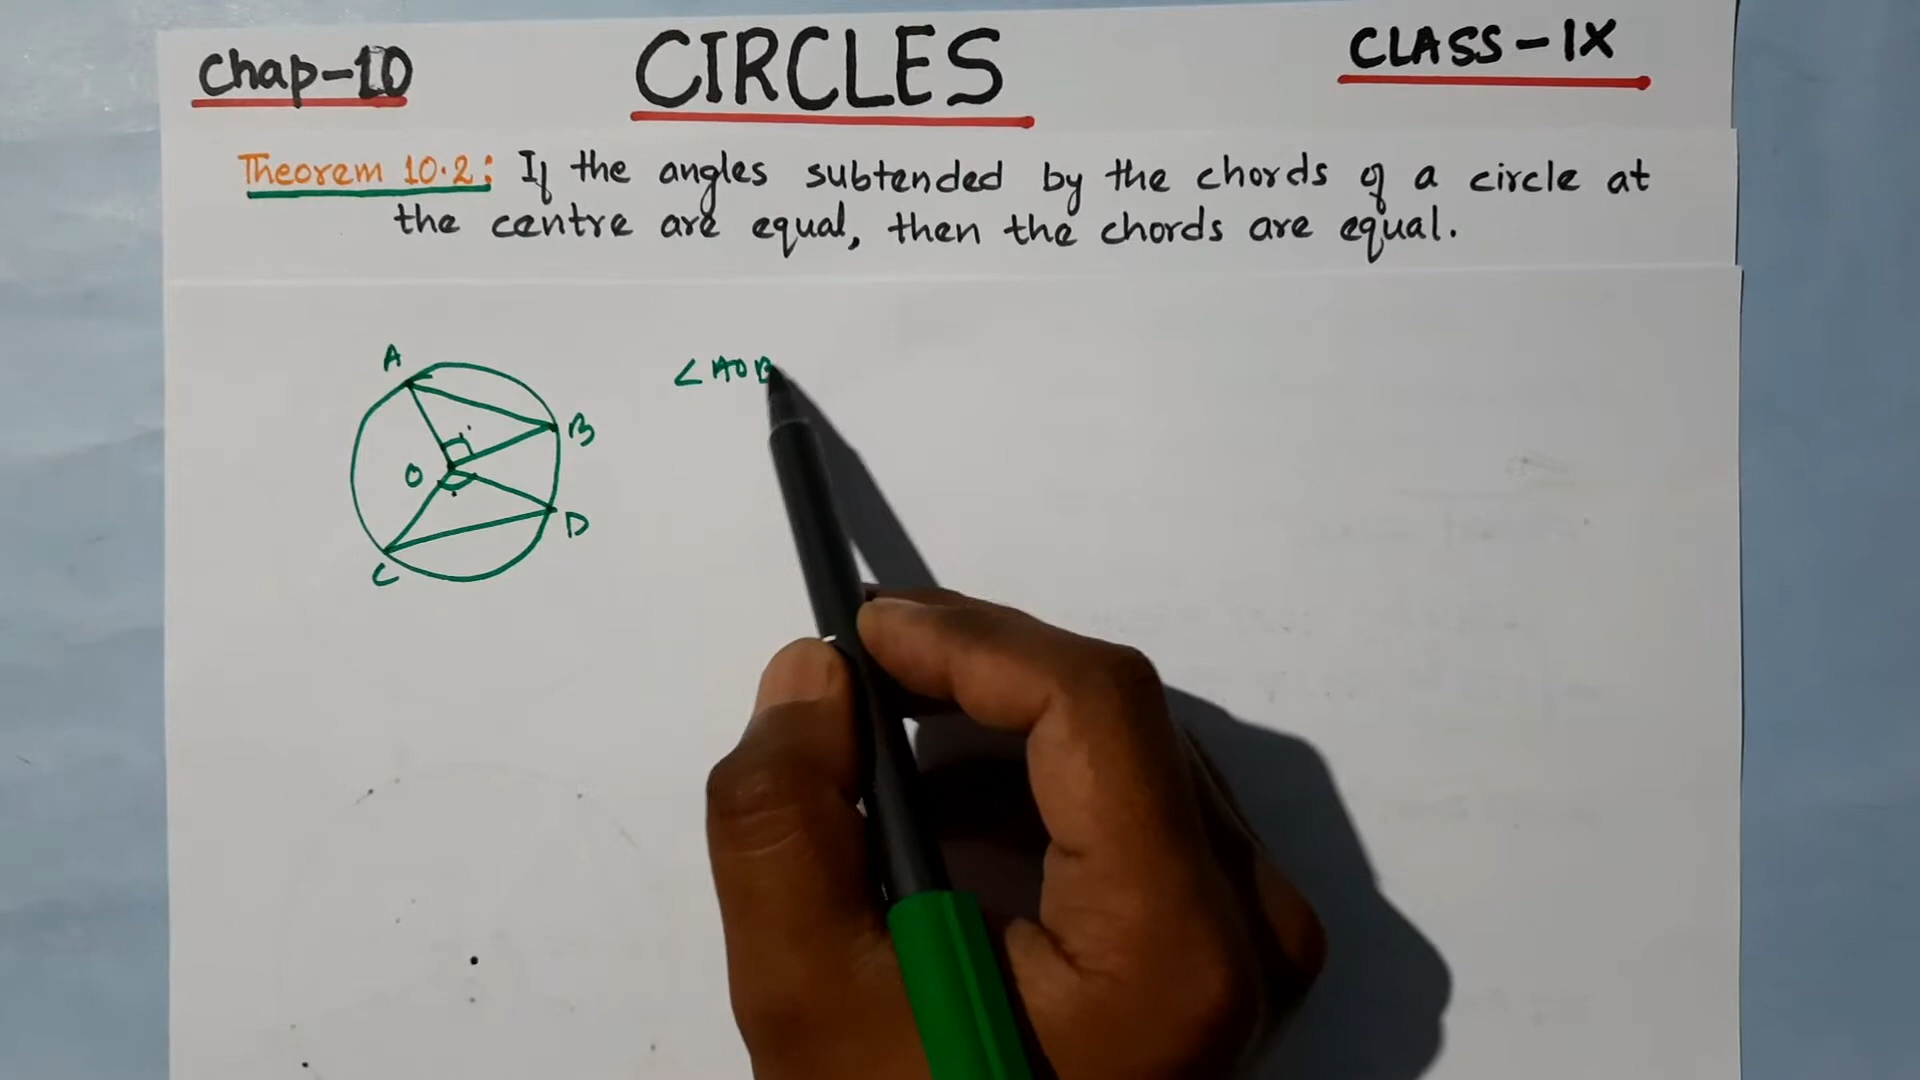 Chap-10
CIRCLES
CLASS-IX
Theorem 10.2: If the angles subtended by the chords of a circle at
the centre are equal, then the chords are equal.
A
∠AOB
B
O
D
C